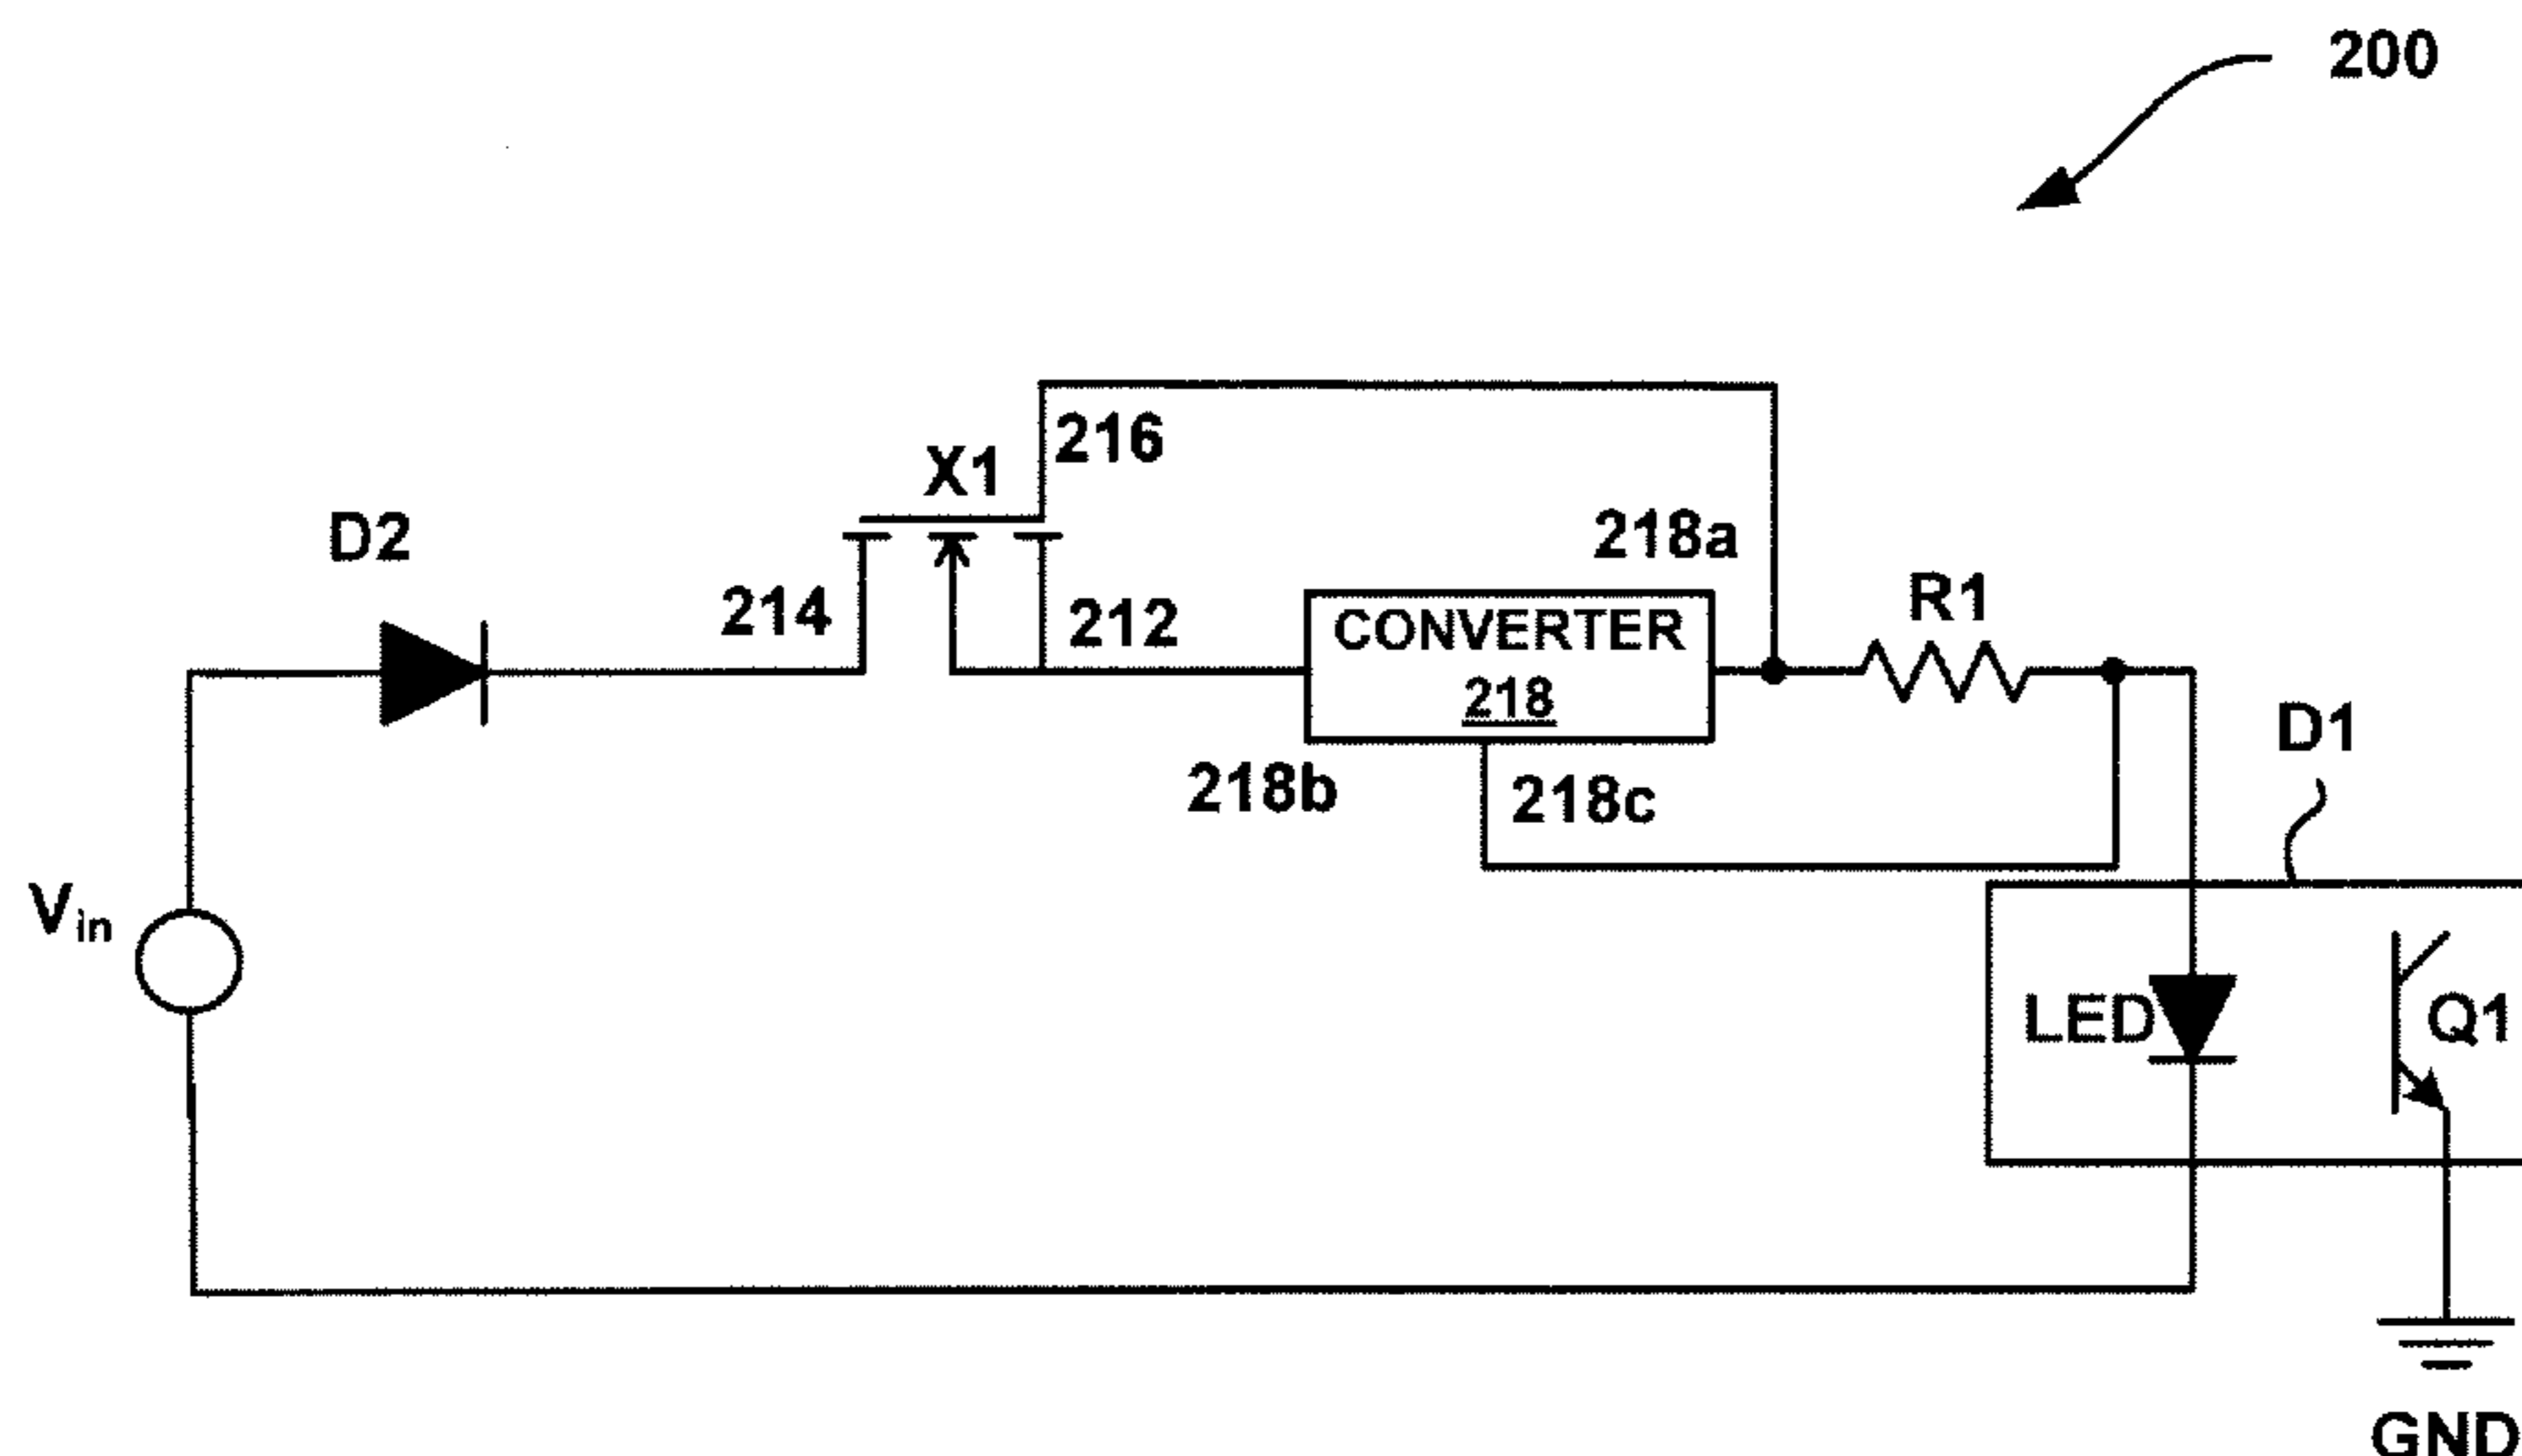 200
216
X1
D2
218a
214
212
CONVERTER
218
R1
D1
218b
218c
Vin
LED
Q1
GND